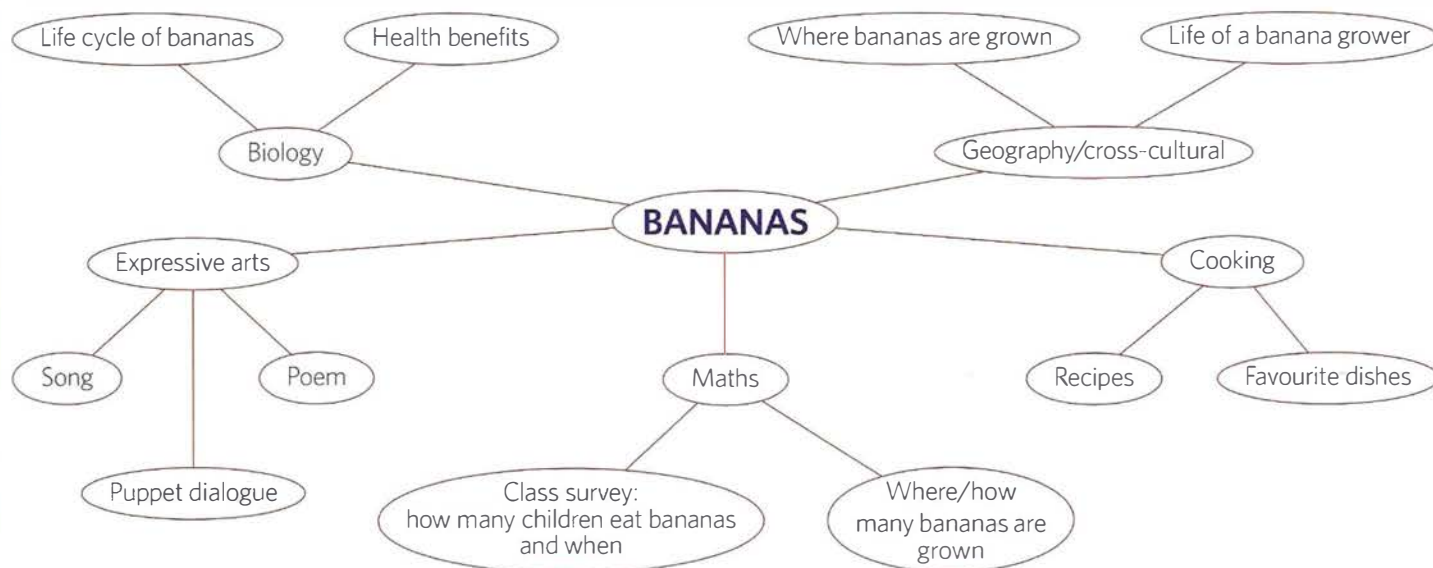 Life cycle of bananas
Health benefits
Where bananas are grown
Life of a banana grower
Biology
Geography/cross-cultural
BANANAS
Expressive arts
Cooking
Song
Poem
Maths
Recipes
Favourite dishes
Puppet dialogue
Class survey:
how many children eat bananas
and when
Where/how
many bananas are
grown